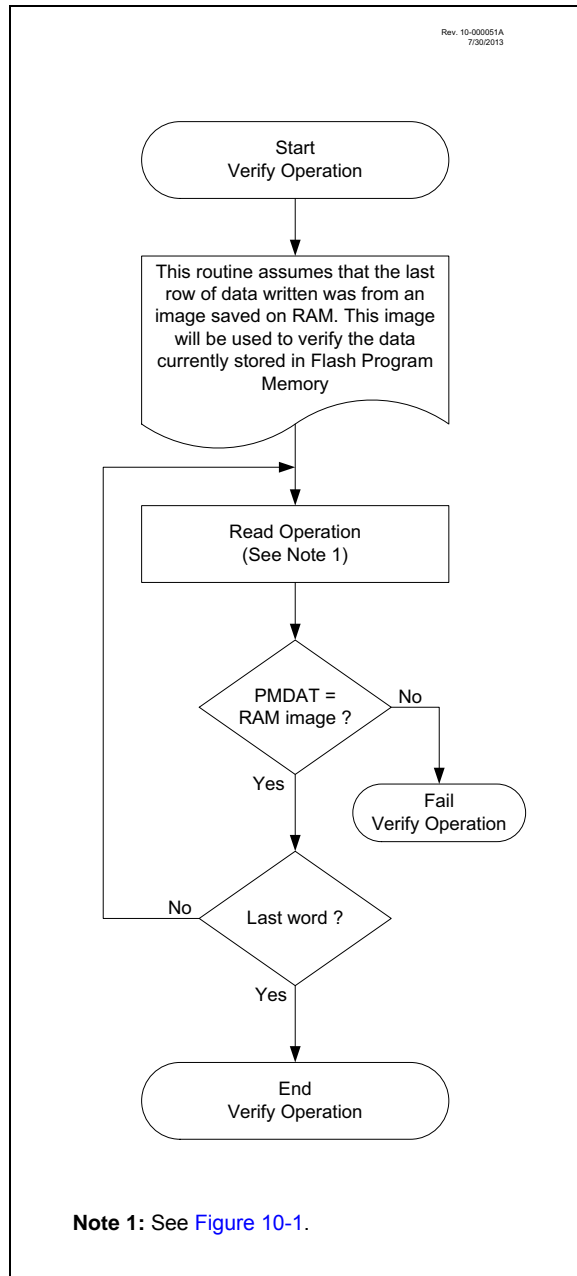 Rev. 10-000051A
7/30/2013
Start
Verify Operation
This routine assumes that the last
row of data written was from an
image saved on RAM. This image
will be used to verify the data
currently stored in Flash Program
Memory
Read Operation
(See Note 1)
PMDAT =
RAM image ?
No
Yes
Fail
Verify Operation
No
Last word ?
Yes
End
Verify Operation
Note 1: See Figure 10-1.